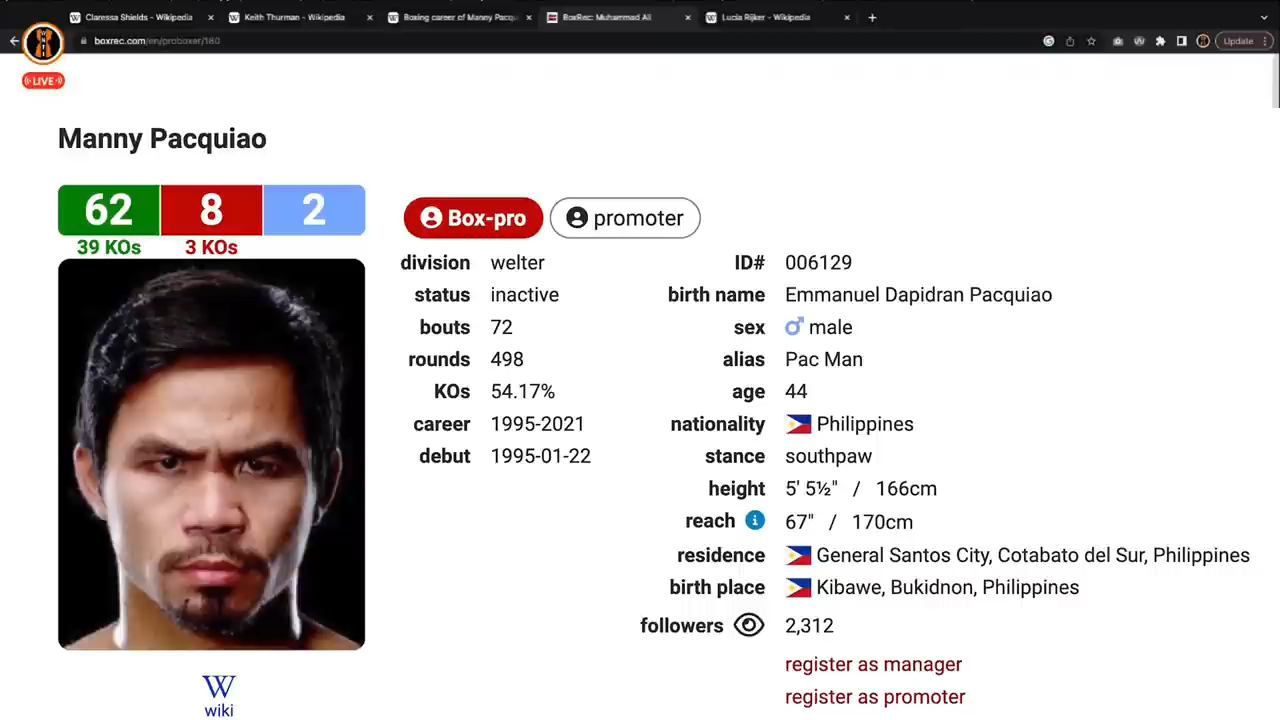 Claressa Shields - Wikipedia
Keith Thurman - Wikipedia
Boxing career of Manny Pacqu
BoxRec: Muhammad Ali
Lucia Rijker - Wikipedia
boxrec.com/en/proboxer/180
Update
LIVE
Manny Pacquiao
62 8 2
39 KOs 3 KOs
Box-pro promoter
division welter ID# 006129
status inactive birth name Emmanuel Dapidran Pacquiao
bouts 72 sex male
rounds 498 alias Pac Man
KOs 54.17% age 44
career 1995-2021 nationality Philippines
debut 1995-01-22 stance southpaw
height 5' 5½" / 166cm
reach 67" / 170cm
residence General Santos City, Cotabato del Sur, Philippines
birth place Kibawe, Bukidnon, Philippines
followers 2,312
register as manager
register as promoter
W
wiki